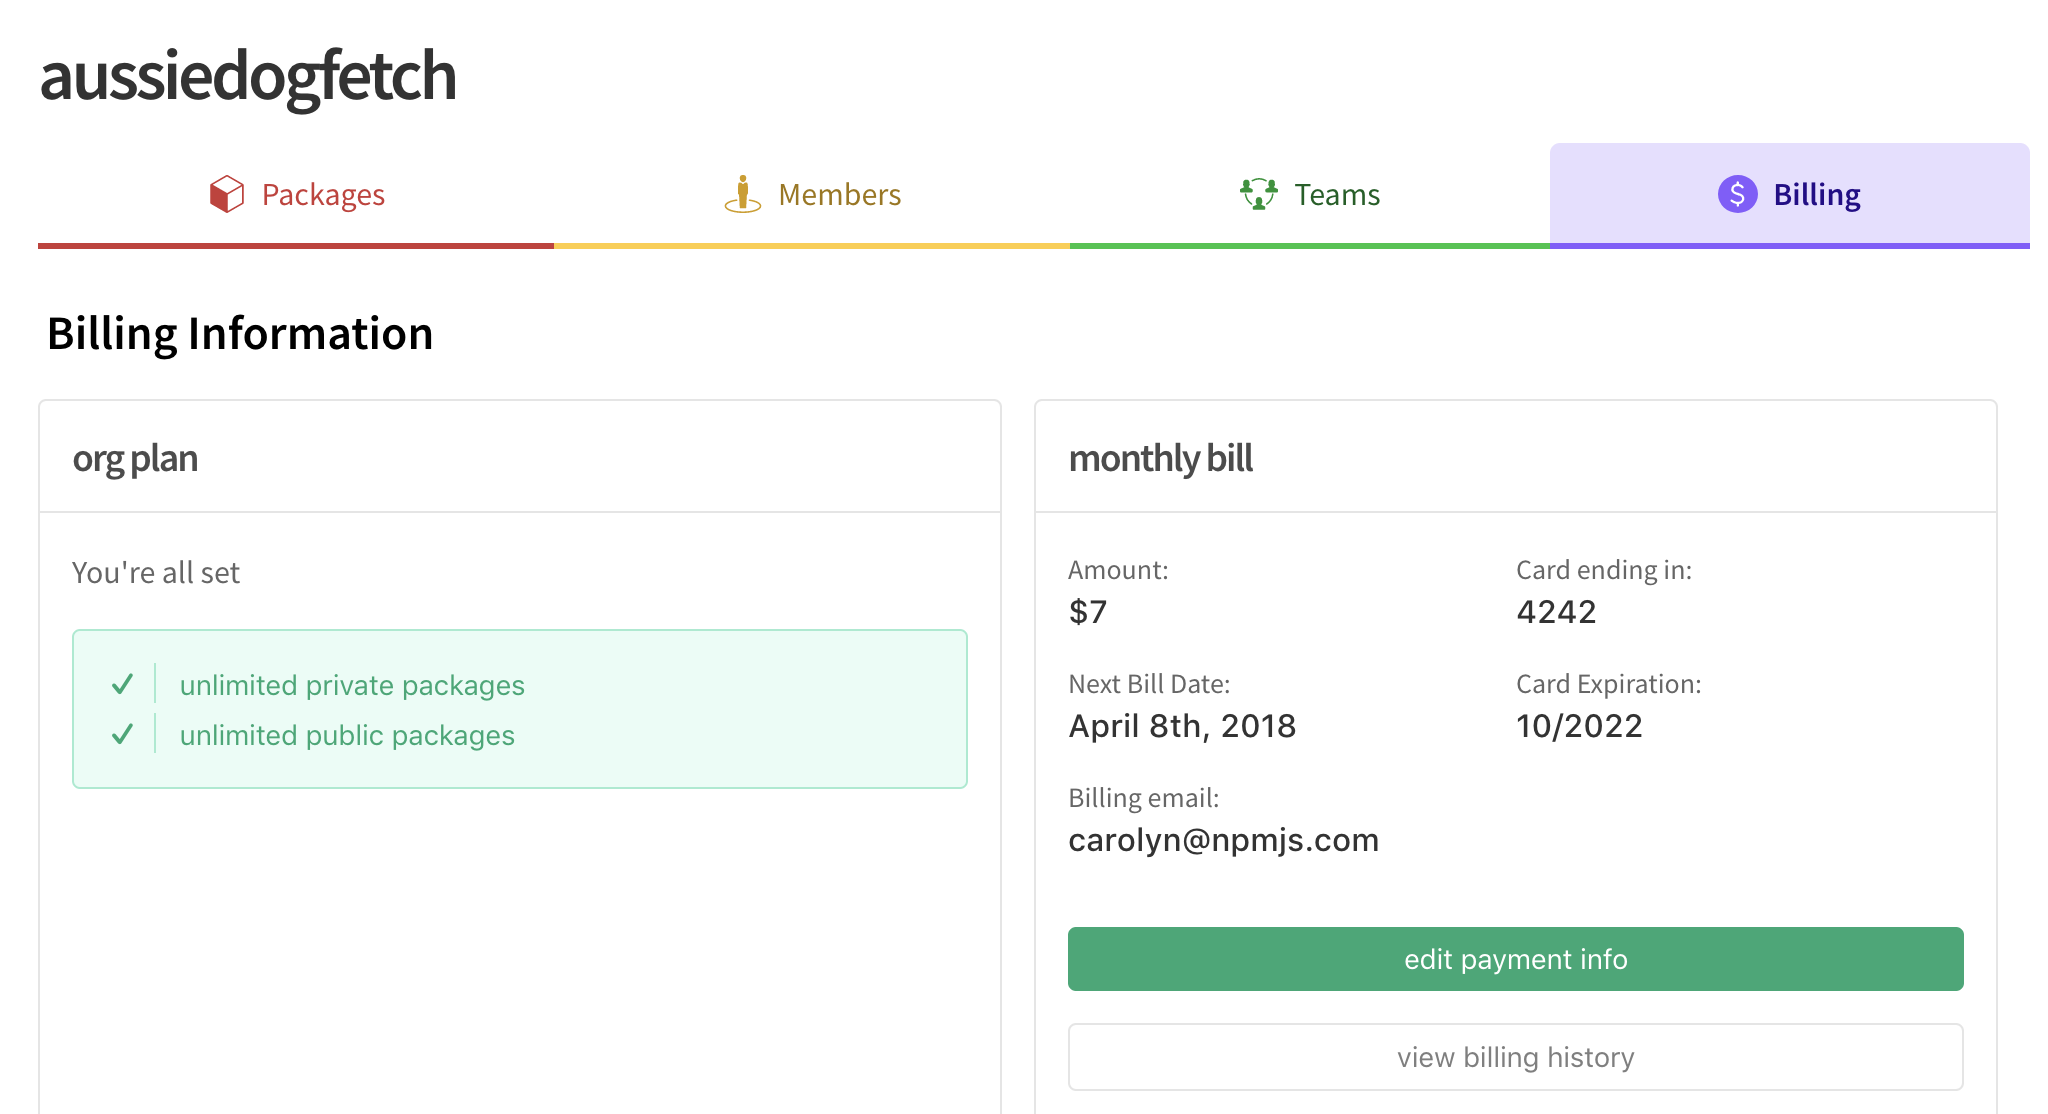 aussiedogfetch
Packages
Members
Teams
$ Billing
Billing Information
org plan
You're all set
unlimited private packages
unlimited public packages
monthly bill
Amount:
$7
Card ending in:
4242
Next Bill Date:
April 8th, 2018
Card Expiration:
10/2022
Billing email:
carolyn@npmjs.com
edit payment info
view billing history